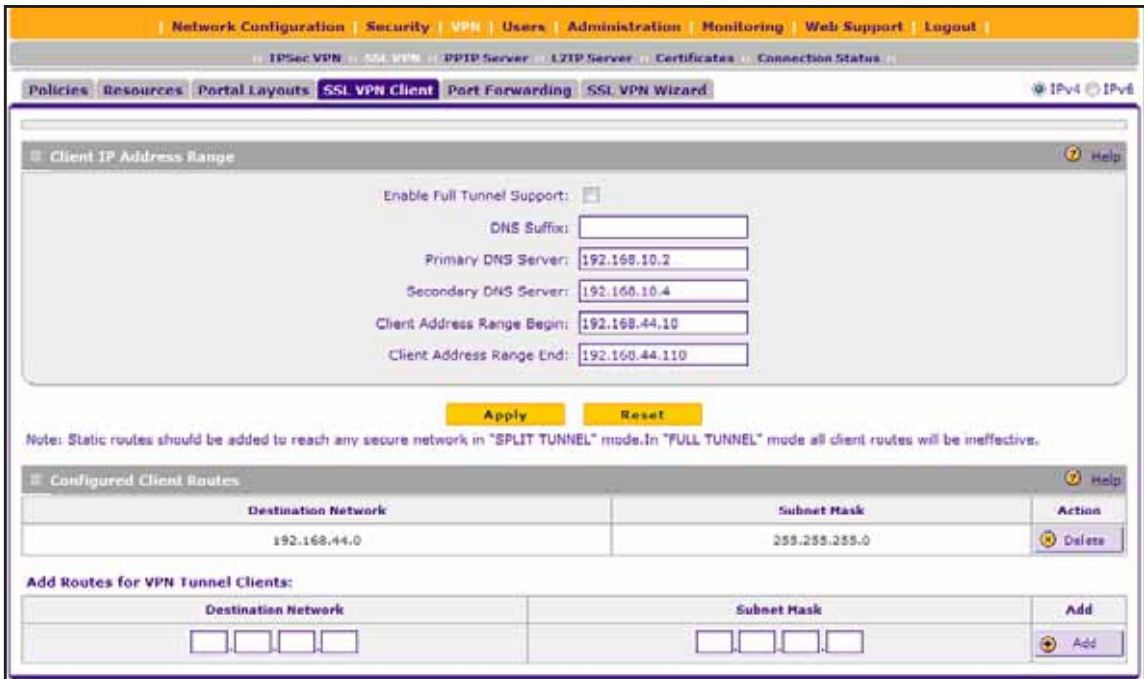 Network Configuration | Security | VPN | Users | Administration | Monitoring | Web Support | Logout |
IPSec VPN :: SSL VPN :: PPTP Server :: L2TP Server :: Certificates :: Connection Status ::
Policies Resources Portal Layouts SSL VPN Client Port Forwarding SSL VPN Wizard IPv4 IPv6
Client IP Address Range Help
Enable Full Tunnel Support:
DNS Suffix:
Primary DNS Server: 192.168.10.2
Secondary DNS Server: 192.168.10.4
Client Address Range Begin: 192.168.44.10
Client Address Range End: 192.168.44.110
Apply Reset
Note: Static routes should be added to reach any secure network in "SPLIT TUNNEL" mode.In "FULL TUNNEL" mode all client routes will be ineffective.
Configured Client Routes Help
Destination Network Subnet Mask Action
192.168.44.0 255.255.255.0 Delete
Add Routes for VPN Tunnel Clients:
Destination Network Subnet Mask Add
. . . . . . Add